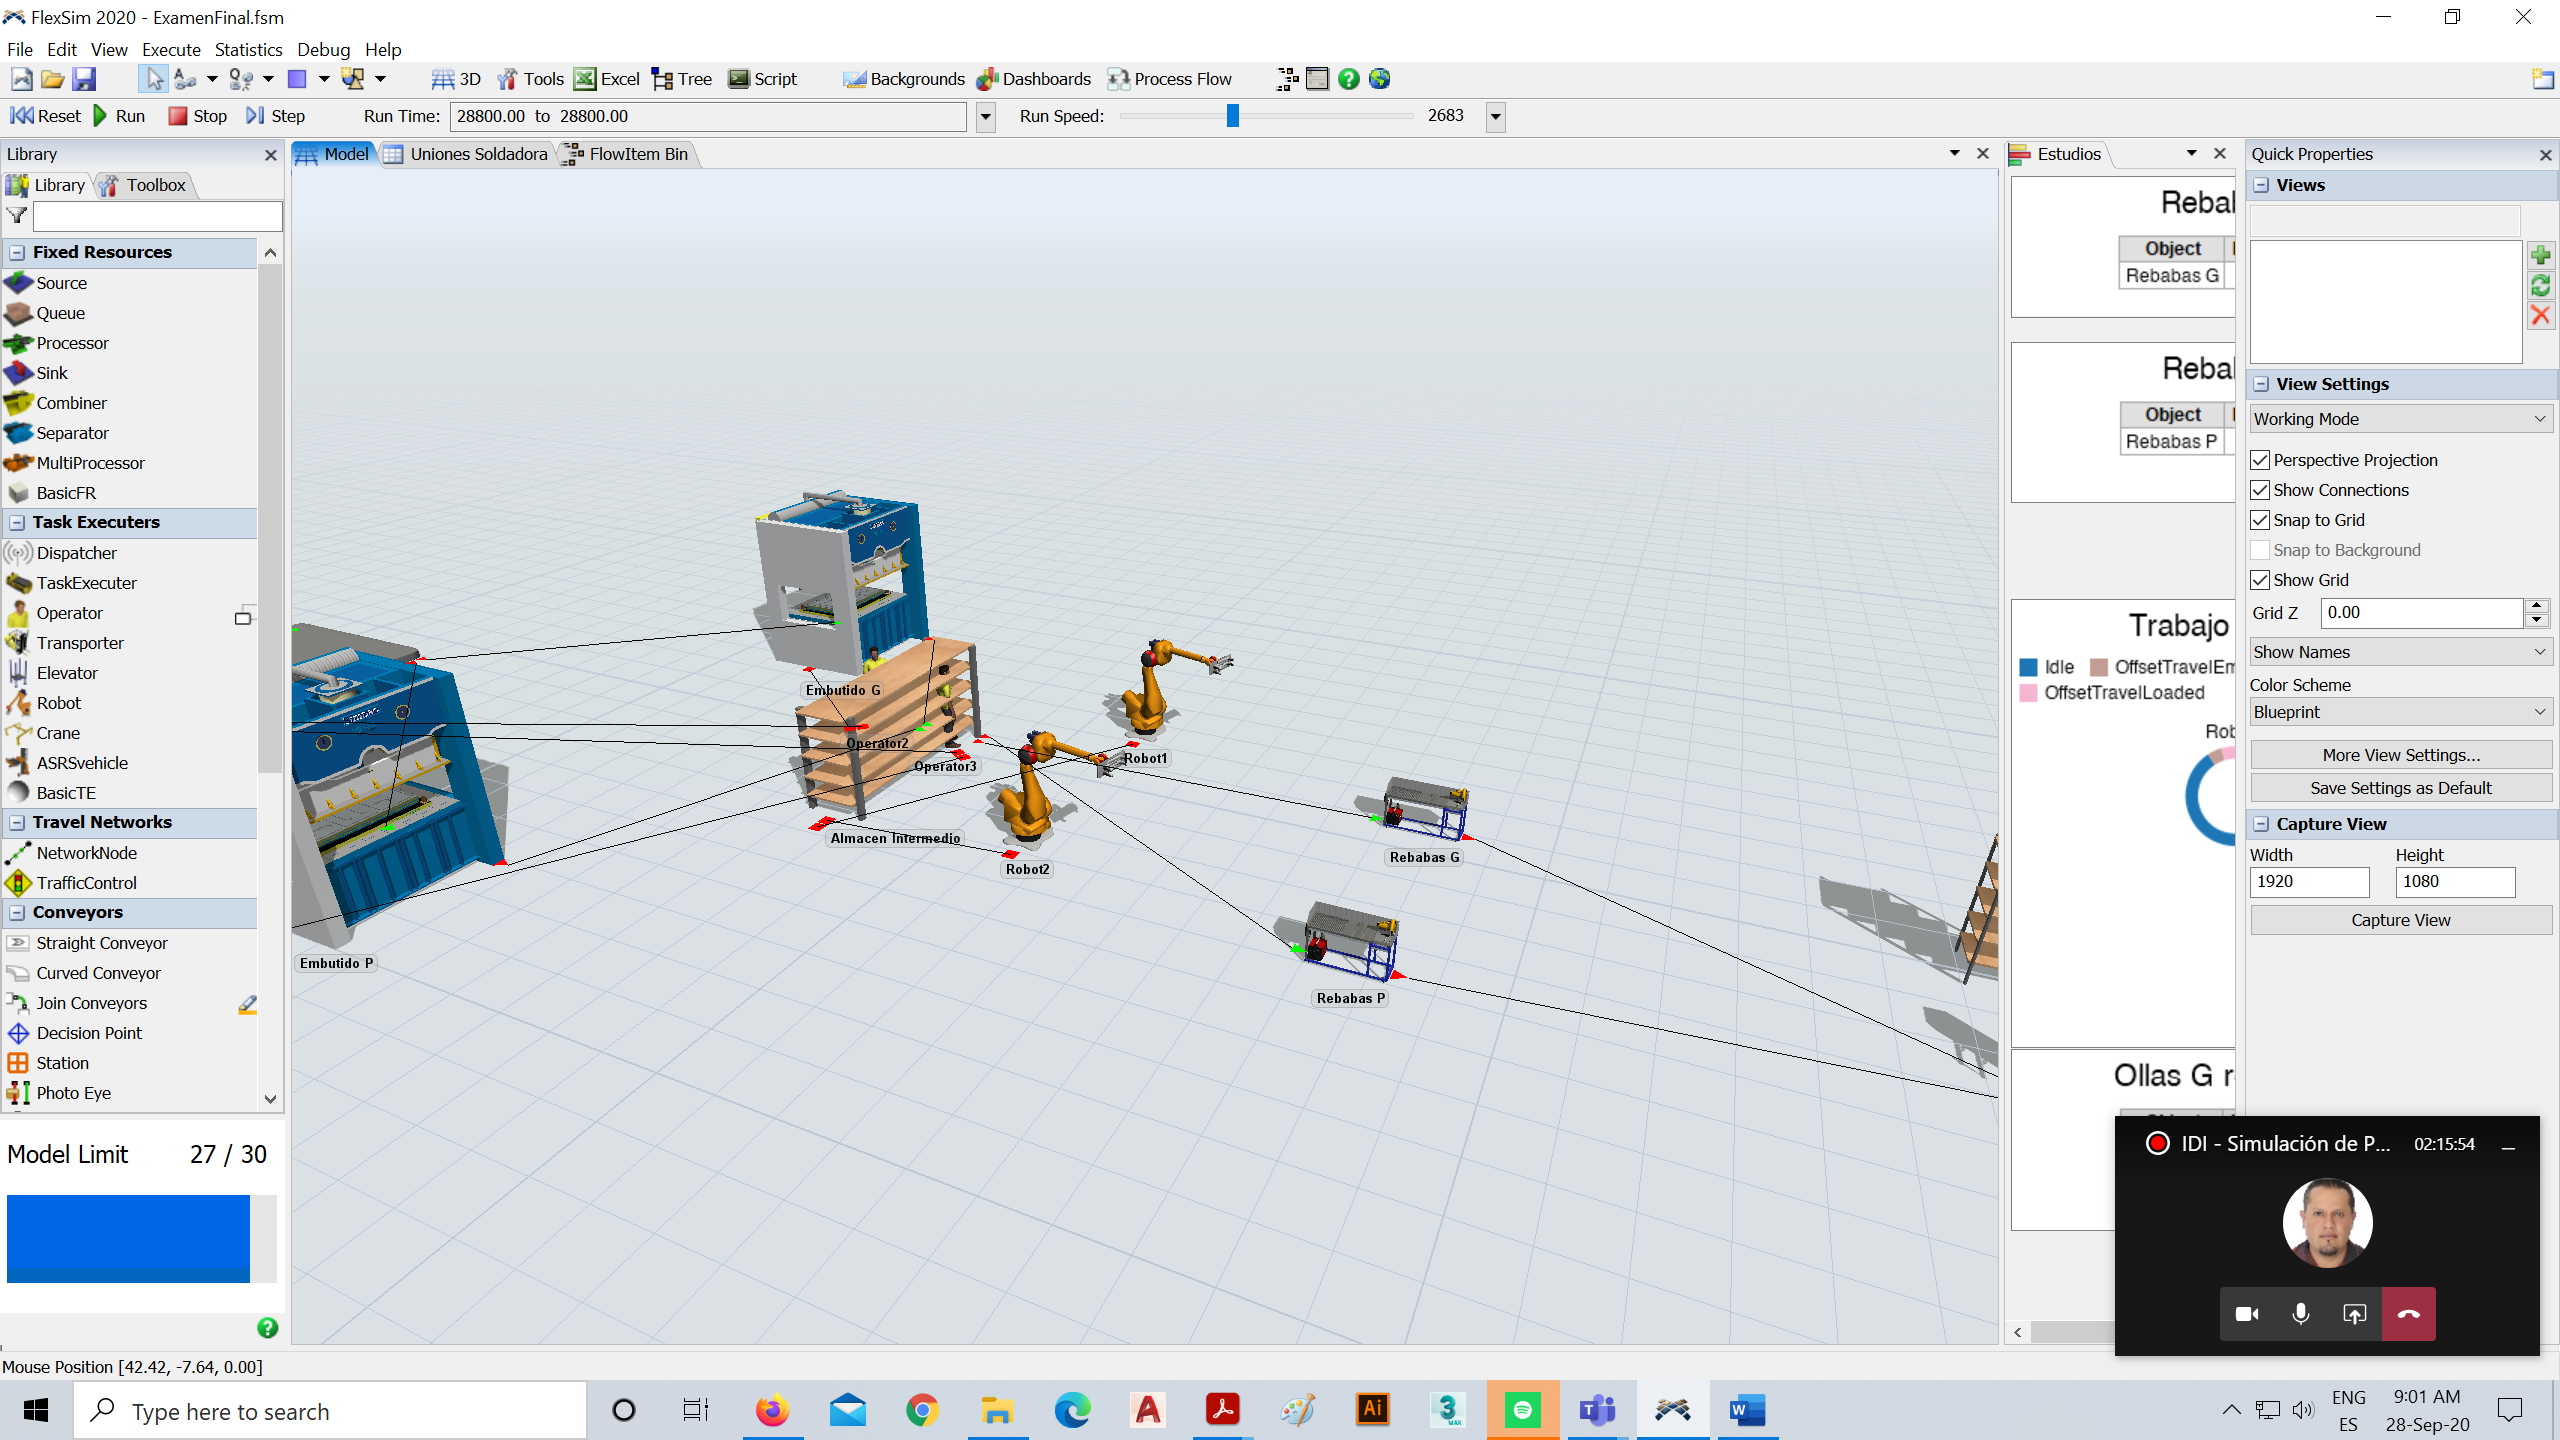 FlexSim 2020 - ExamenFinal.fsm
File Edit View Execute Statistics Debug Help
3D Tools Excel Tree Script Backgrounds Dashboards Process Flow
Reset Run Stop Step Run Time: 28800.00 to 28800.00 Run Speed: 2683
Library
Library Toolbox
Fixed Resources
Source
Queue
Processor
Sink
Combiner
Separator
MultiProcessor
BasicFR
Task Executers
Dispatcher
TaskExecuter
Operator
Transporter
Elevator
Robot
Crane
ASRSvehicle
BasicTE
Travel Networks
NetworkNode
TrafficControl
Conveyors
Straight Conveyor
Curved Conveyor
Join Conveyors
Decision Point
Station
Photo Eye
Model Limit 27 / 30
Model Uniones Soldadora FlowItem Bin
Embutido G
Operator2
Operator3
Robot1
Almacen Intermedio
Robot2
Rebabas G
Embutido P
Rebabas P
Estudios
Rebal
Object
Rebabas G
Rebal
Object
Rebabas P
Trabajo
Idle OffsetTravelEm
OffsetTravelLoaded
Rob
Ollas G r
Quick Properties
Views
View Settings
Working Mode
Perspective Projection
Show Connections
Snap to Grid
Snap to Background
Show Grid
Grid Z 0.00
Show Names
Color Scheme
Blueprint
More View Settings...
Save Settings as Default
Capture View
Width Height
1920 1080
Capture View
IDI - Simulación de P... 02:15:54
Mouse Position [42.42, -7.64, 0.00]
Type here to search
Ai
3
MAX
W
ENG
ES
9:01 AM
28-Sep-20